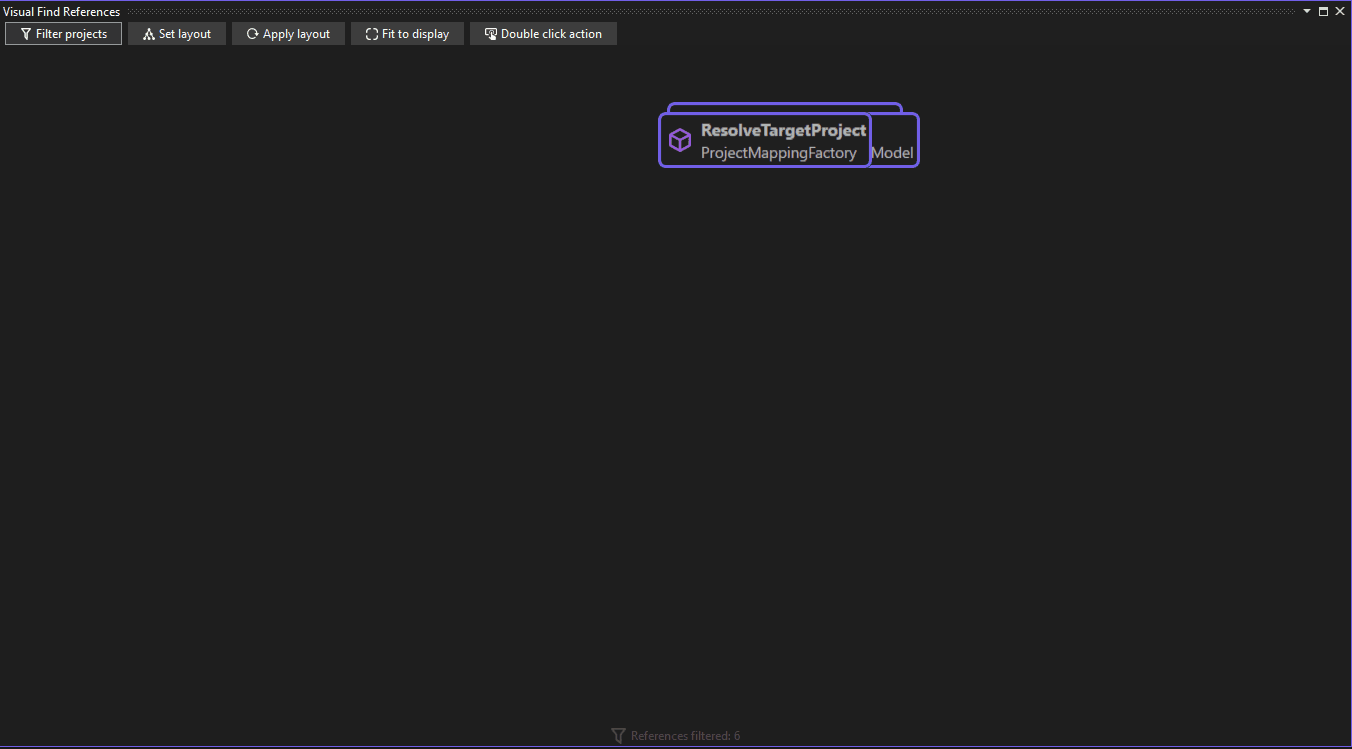 Visual Find References
Filter projects
Set layout
Apply layout
Fit to display
Double click action
ResolveTargetProject
ProjectMappingFactory
Model
References filtered: 6